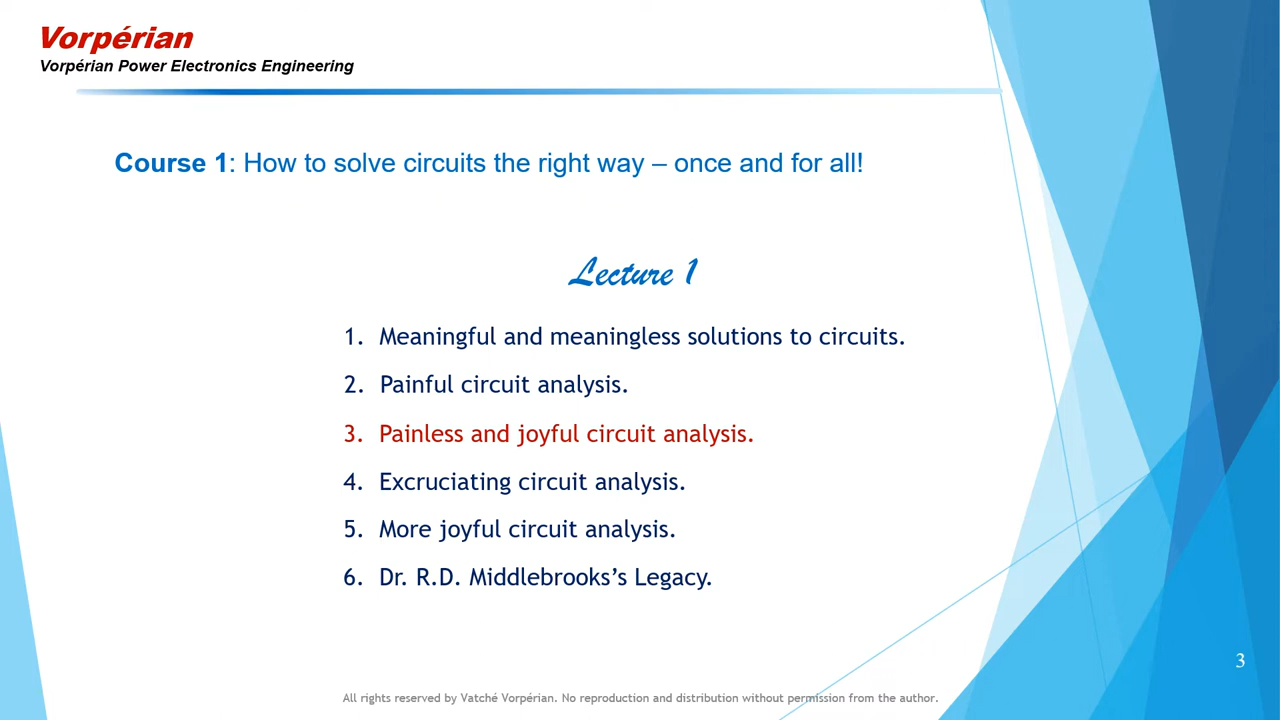 Vorpérian
Vorpérian Power Electronics Engineering
Course 1: How to solve circuits the right way – once and for all!
Lecture 1
1. Meaningful and meaningless solutions to circuits.
2. Painful circuit analysis.
3. Painless and joyful circuit analysis.
4. Excruciating circuit analysis.
5. More joyful circuit analysis.
6. Dr. R.D. Middlebrooks’s Legacy.
3
All rights reserved by Vatché Vorpérian. No reproduction and distribution without permission from the author.